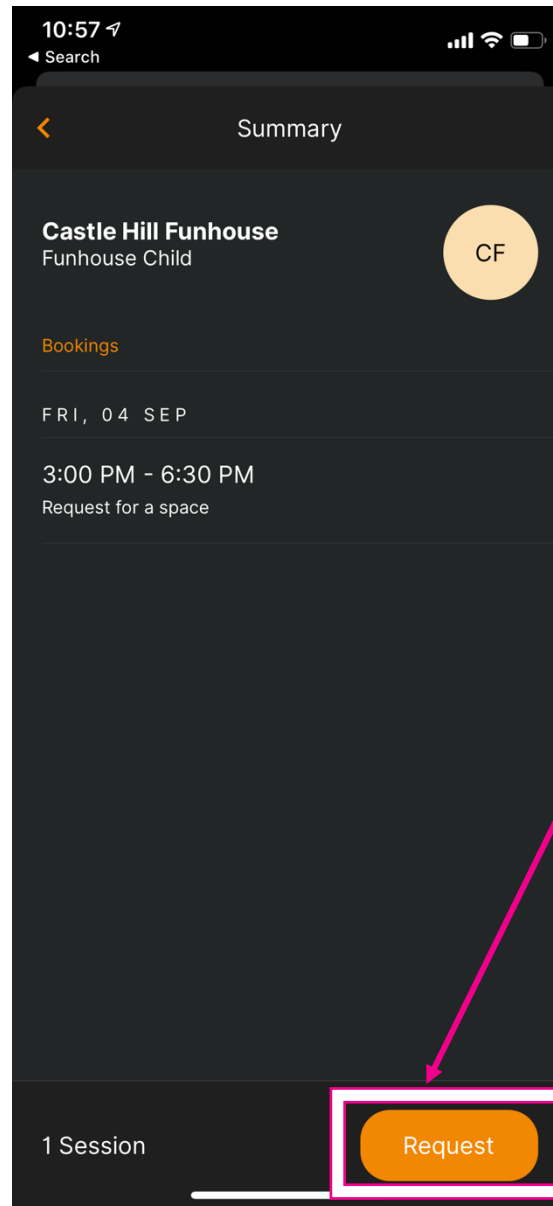 10:57
◀ Search
Summary
Castle Hill Funhouse
Funhouse Child
CF
Bookings
FRI, 04 SEP
3:00 PM - 6:30 PM
Request for a space
1 Session
Request